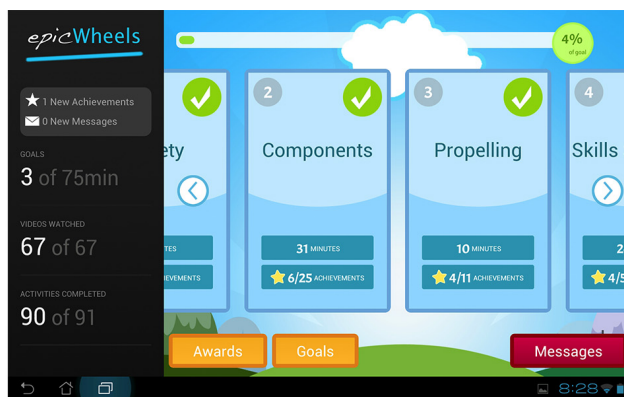 epicWheels
1 New Achievements
0 New Messages
GOALS
3 of 75min
VIDEOS WATCHED
67 of 67
ACTIVITIES COMPLETED
90 of 91
4%
of goal
ety
TES
IEVEMENTS
2
Components
31 MINUTES
6/25 ACHIEVEMENTS
3
Propelling
10 MINUTES
4/11 ACHIEVEMENTS
4
Skills
2
4/5
Awards
Goals
Messages
8:28